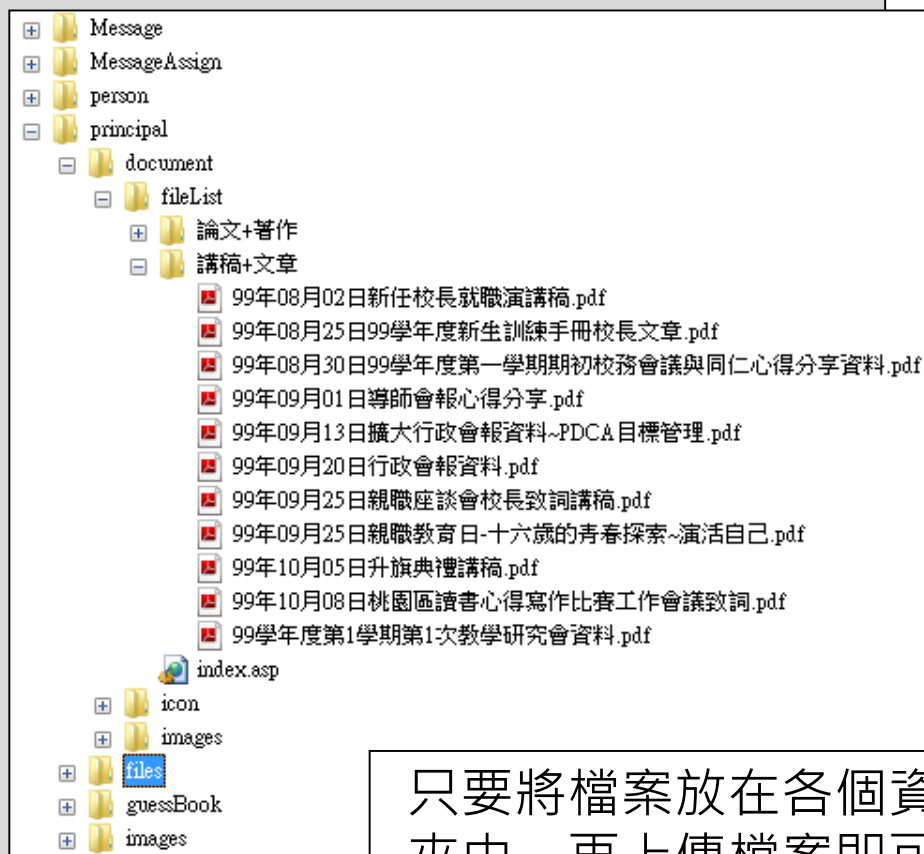 Message
MessageAssign
person
principal
document
fileList
論文+著作
講稿+文章
99年08月02日新任校長就職演講稿.pdf
99年08月25日99學年度新生訓練手冊校長文章.pdf
99年08月30日99學年度第一學期期初校務會議與同仁心得分享資料.pdf
99年09月01日導師會報心得分享.pdf
99年09月13日擴大行政會報資料~PDCA目標管理.pdf
99年09月20日行政會報資料.pdf
99年09月25日親職座談會校長致詞講稿.pdf
99年09月25日親職教育日-十六歲的青春探索~演活自己.pdf
99年10月05日升旗典禮講稿.pdf
99年10月08日桃園區讀書心得寫作比賽工作會議致詞.pdf
99學年度第1學期第1次教學研究會資料.pdf
index.asp
icon
images
files
guessBook
images
只要將檔案放在各個資
夾中，再上傳檔案即可